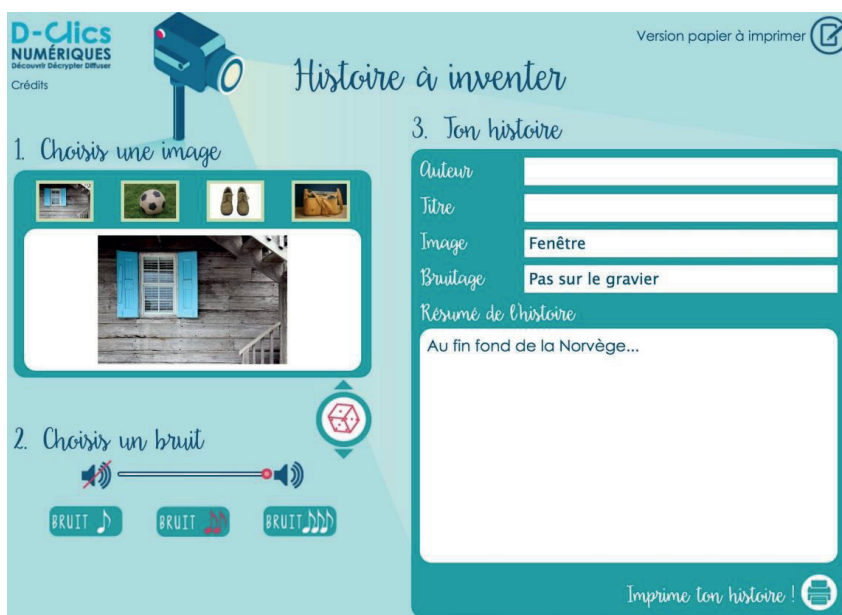 D-Clics
NUMÉRIQUES
Découvrir Décrypter Diffuser
Crédits
Version papier à imprimer
Histoire à inventer
1. Choisis une image
2. Choisis un bruit
BRUIT
BRUIT
BRUIT
3. Ton histoire
Auteur
Titre
Image Fenêtre
Bruitage Pas sur le gravier
Résumé de l'histoire
Au fin fond de la Norvège...
Imprime ton histoire !